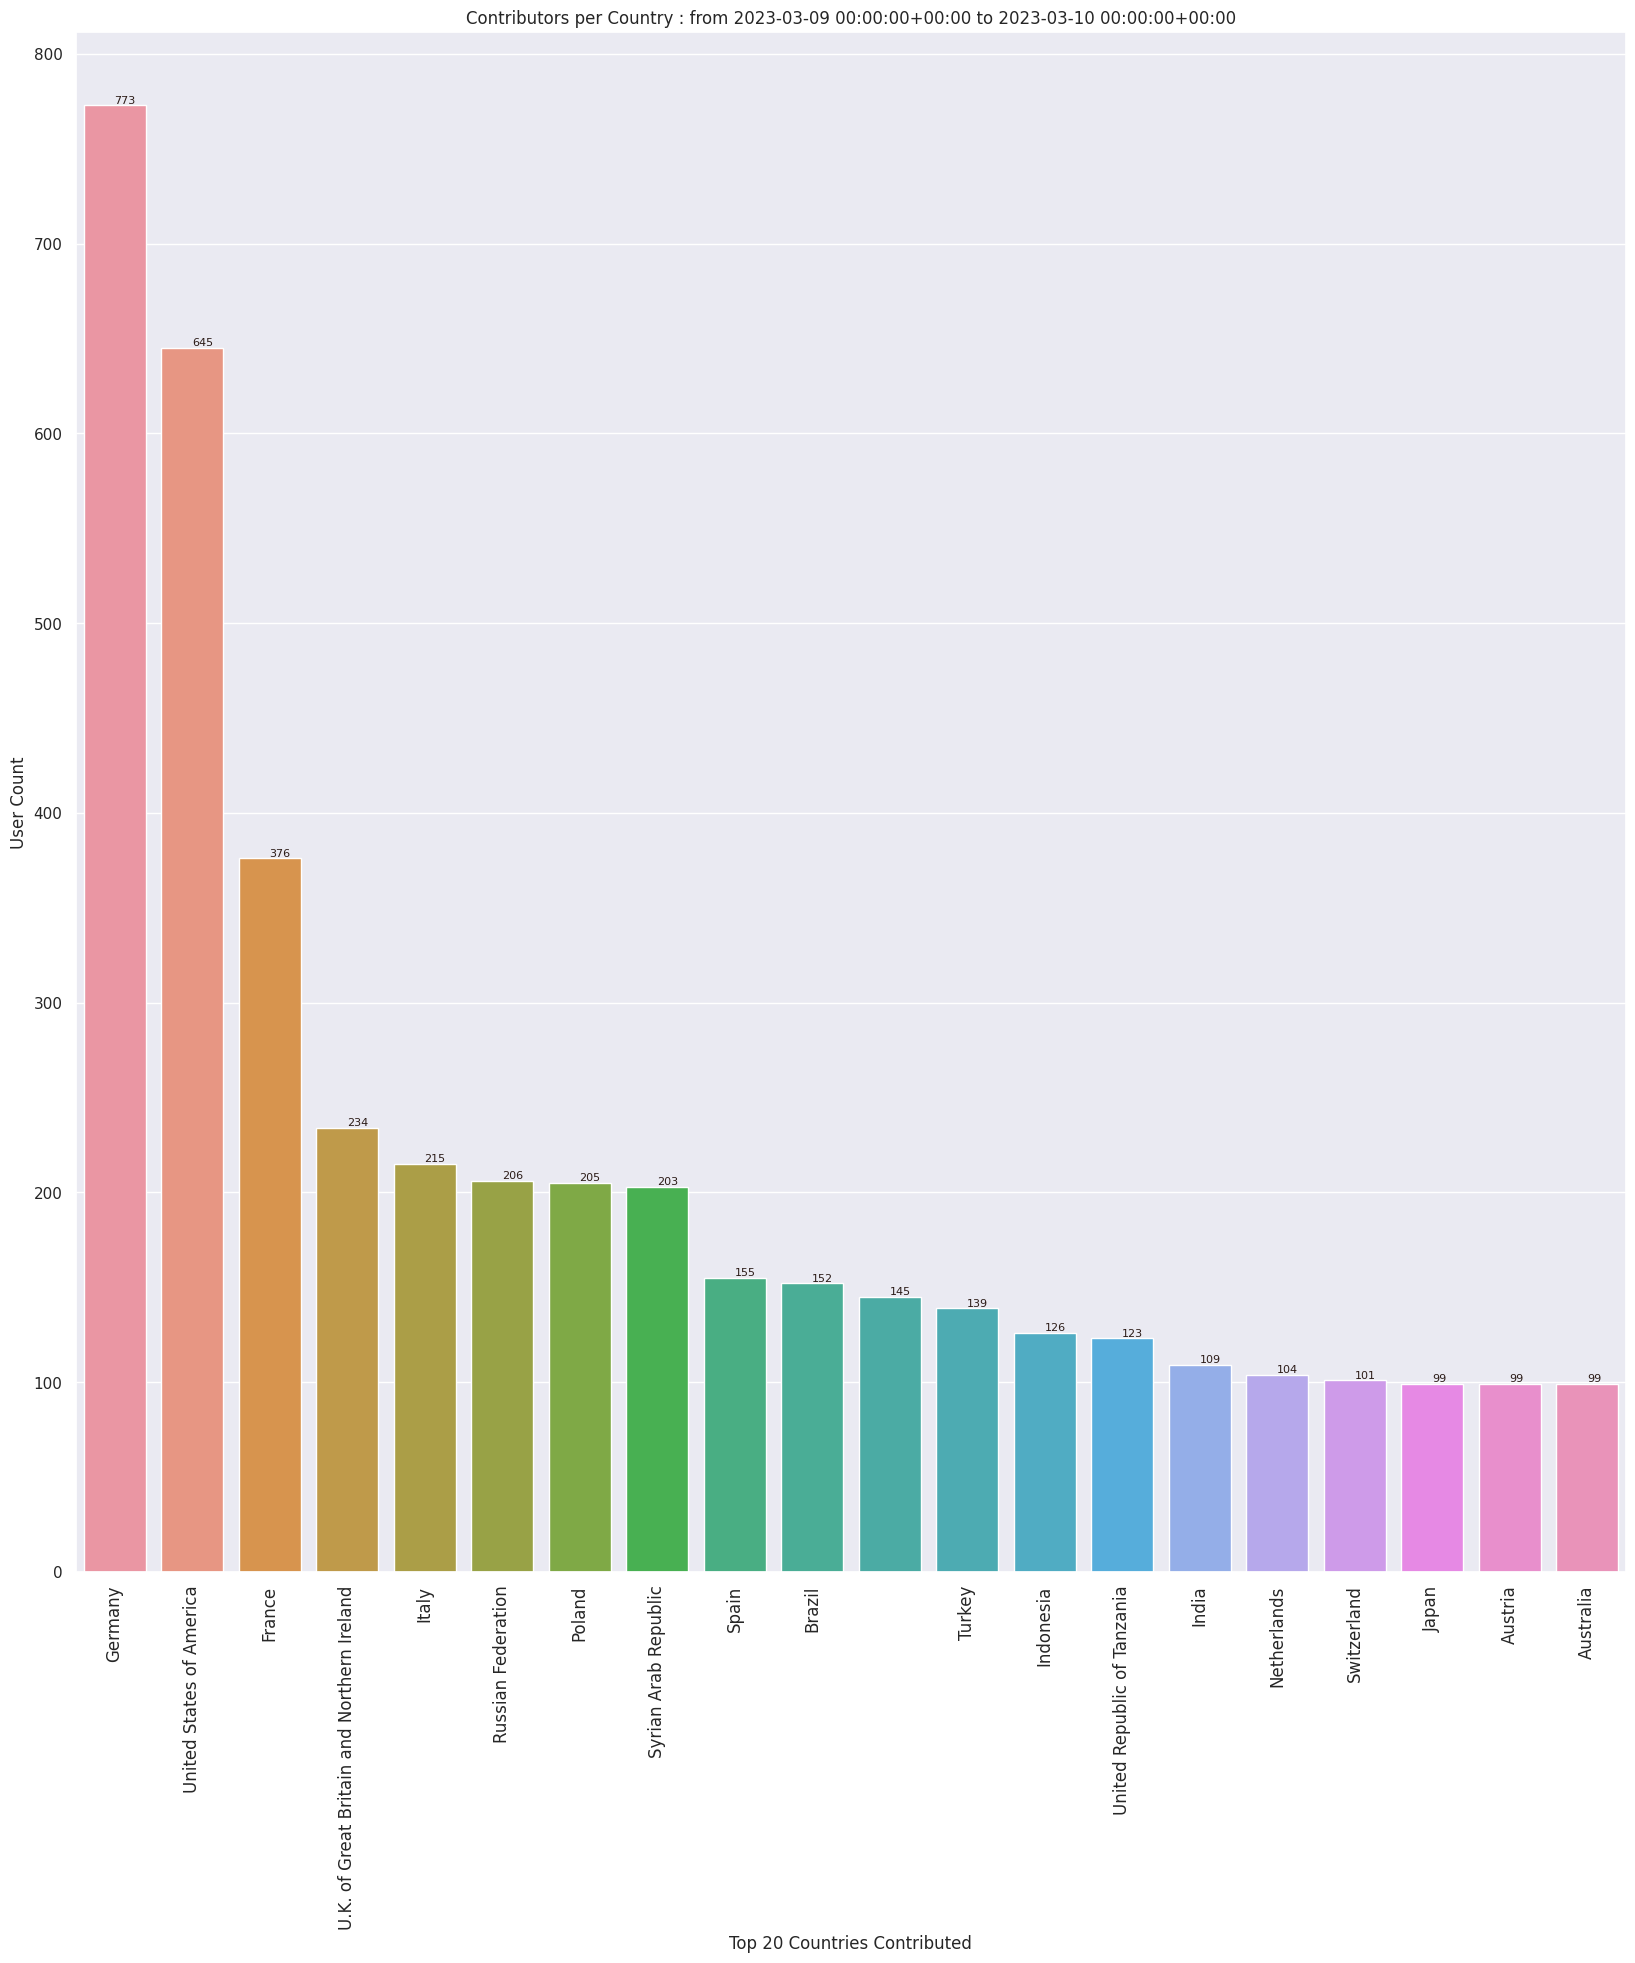 Contributors per Country : from 2023-03-09 00:00:00+00:00 to 2023-03-10 00:00:00+00:00
User Count
800
700
600
500
400
300
200
100
0
773
645
376
234
215
206
205
203
155
152
145
139
126
123
109
104
101
99
99
99
Germany
United States of America
France
U.K. of Great Britain and Northern Ireland
Italy
Russian Federation
Poland
Syrian Arab Republic
Spain
Brazil
Turkey
Indonesia
United Republic of Tanzania
India
Netherlands
Switzerland
Japan
Austria
Australia
Top 20 Countries Contributed